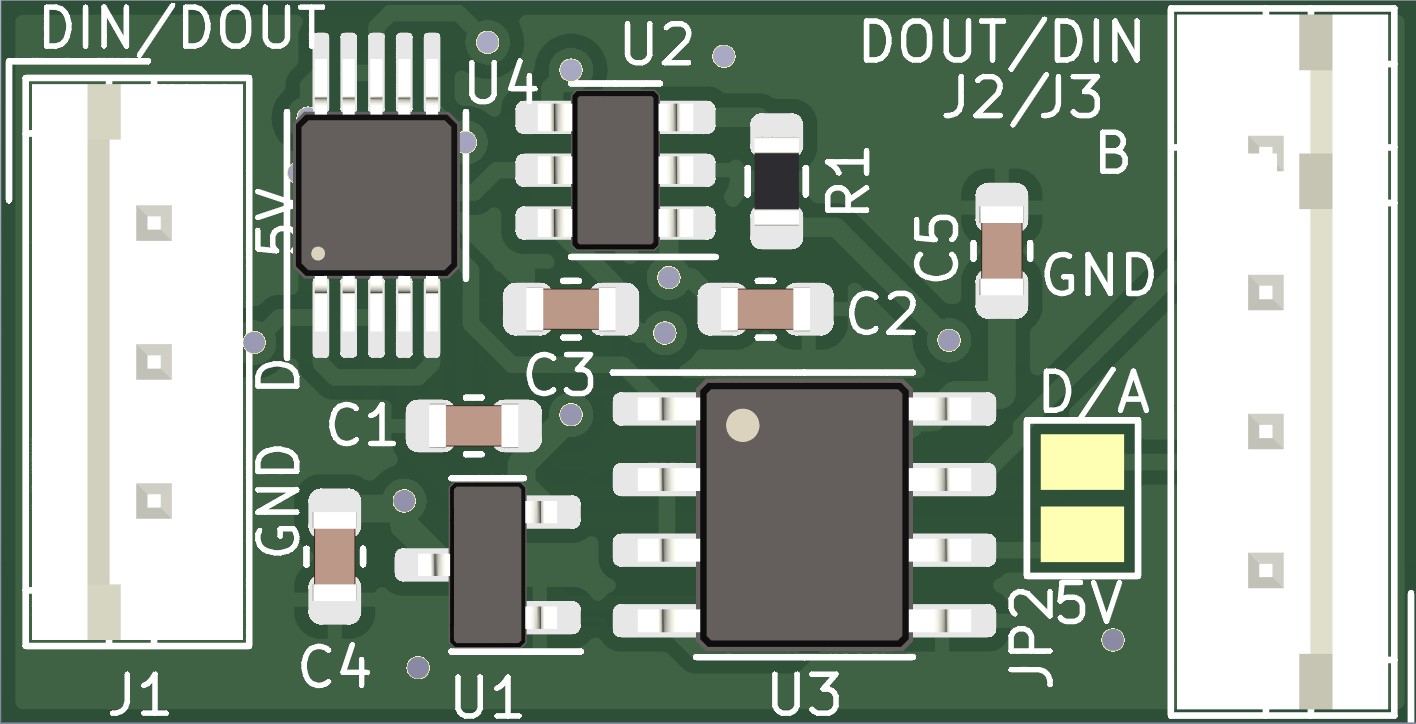 DIN/DOUT
U4
U2
DOUT/DIN
J2/J3
B
5V
R1
C5
GND
C2
C3
D
D/A
C1
GND
JP2
5V
C4
J1
U1
U3